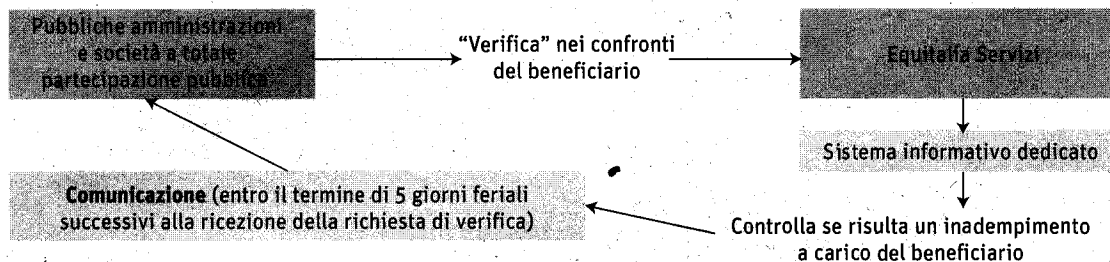 Pubbliche amministrazioni
e società a totale
partecipazione pubblica
“Verifica” nei confronti
del beneficiario
Equitalia Servizi
Sistema informativo dedicato
Controlla se risulta un inadempimento
a carico del beneficiario
Comunicazione (entro il termine di 5 giorni feriali
successivi alla ricezione della richiesta di verifica)